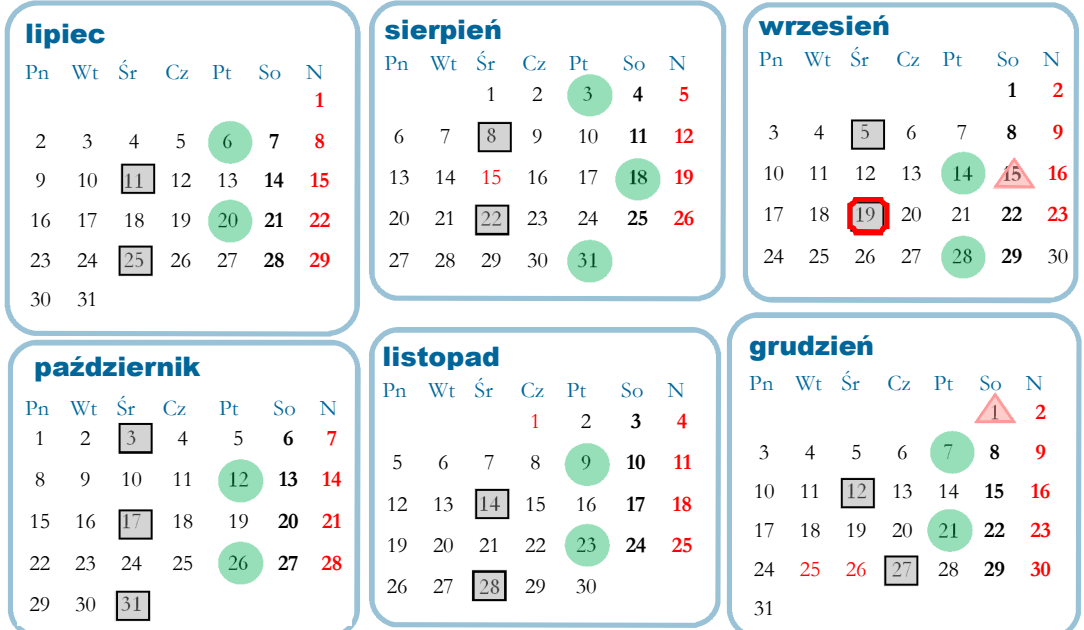 lipiec
Pn Wt Śr Cz Pt So N
1
2 3 4 5 6 7 8
9 10 11 12 13 14 15
16 17 18 19 20 21 22
23 24 25 26 27 28 29
30 31
sierpień
Pn Wt Śr Cz Pt So N
1 2 3 4 5
6 7 8 9 10 11 12
13 14 15 16 17 18 19
20 21 22 23 24 25 26
27 28 29 30 31
wrzesień
Pn Wt Śr Cz Pt So N
1 2
3 4 5 6 7 8 9
10 11 12 13 14 15 16
17 18 19 20 21 22 23
24 25 26 27 28 29 30
październik
Pn Wt Śr Cz Pt So N
1 2 3 4 5 6 7
8 9 10 11 12 13 14
15 16 17 18 19 20 21
22 23 24 25 26 27 28
29 30 31
listopad
Pn Wt Śr Cz Pt So N
1 2 3 4
5 6 7 8 9 10 11
12 13 14 15 16 17 18
19 20 21 22 23 24 25
26 27 28 29 30
grudzień
Pn Wt Śr Cz Pt So N
1 2
3 4 5 6 7 8 9
10 11 12 13 14 15 16
17 18 19 20 21 22 23
24 25 26 27 28 29 30
31